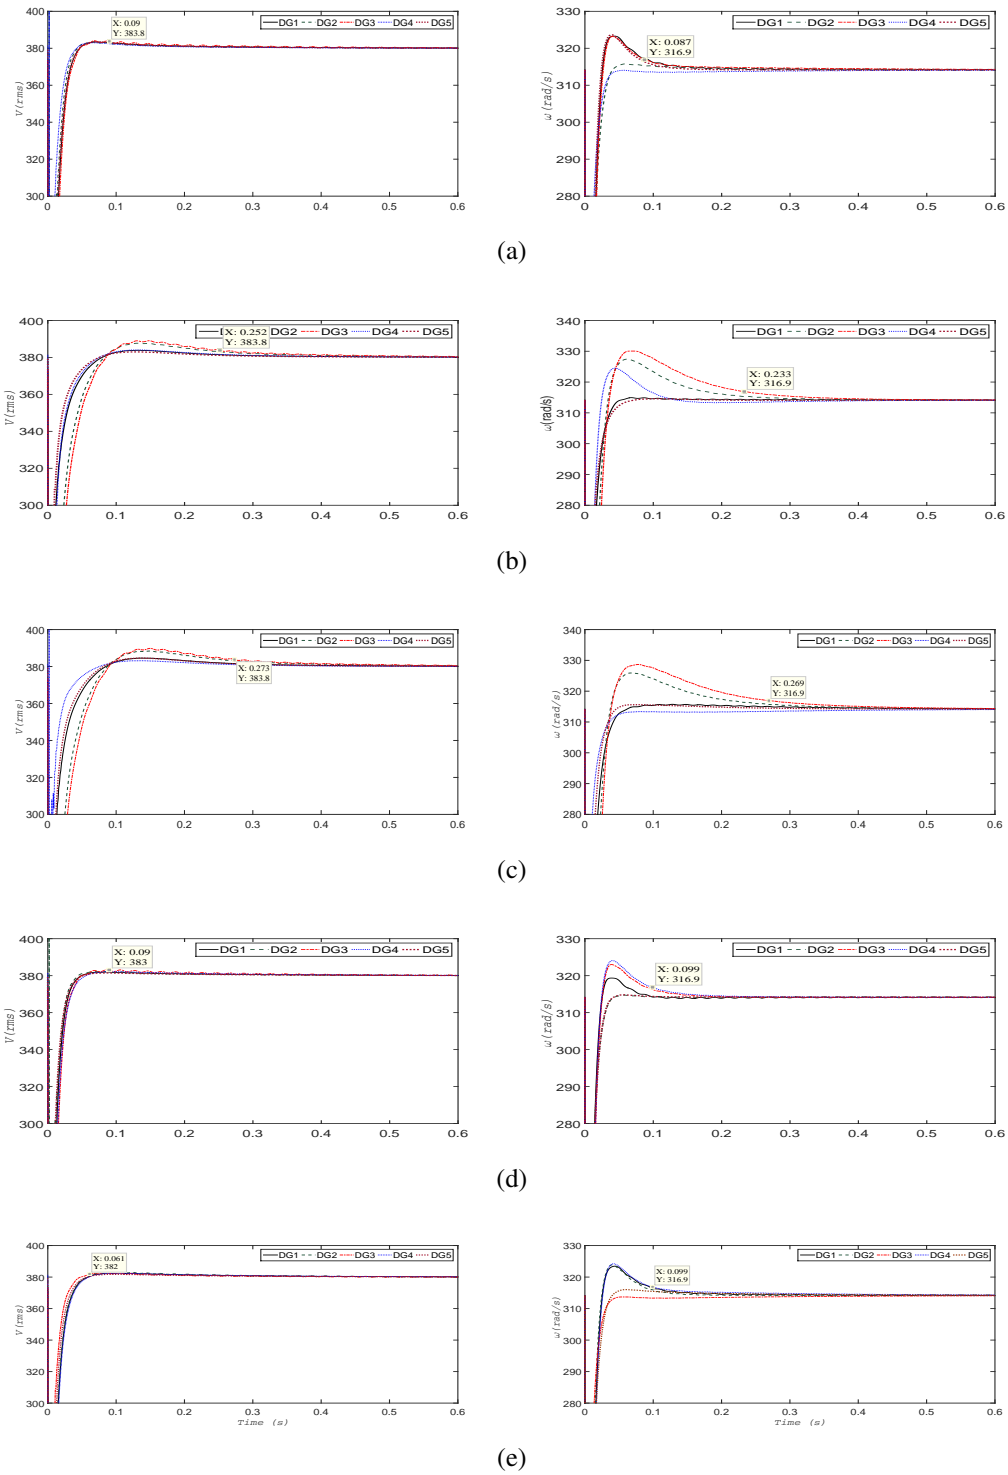 DG1 DG2 DG3 DG4 DG5
X: 0.09
Y: 383.8
400
380
360
340
320
300
V(rms)
0 0.1 0.2 0.3 0.4 0.5 0.6
DG1 DG2 DG3 DG4 DG5
X: 0.087
Y: 316.9
330
320
310
300
290
280
ω(rad/s)
0 0.1 0.2 0.3 0.4 0.5 0.6
(a)
DG2 DG3 DG4 DG5
X: 0.252
Y: 383.8
400
380
360
340
320
300
V(rms)
0 0.1 0.2 0.3 0.4 0.5 0.6
DG1 DG2 DG3 DG4 DG5
X: 0.233
Y: 316.9
340
330
320
310
300
290
280
ω(rad/s)
0 0.1 0.2 0.3 0.4 0.5 0.6
(b)
DG1 DG2 DG3 DG4 DG5
X: 0.273
Y: 383.8
400
380
360
340
320
300
V(rms)
0 0.1 0.2 0.3 0.4 0.5 0.6
DG1 DG2 DG3 DG4 DG5
X: 0.269
Y: 316.9
340
330
320
310
300
290
280
ω(rad/s)
0 0.1 0.2 0.3 0.4 0.5 0.6
(c)
DG1 DG2 DG3 DG4 DG5
X: 0.09
Y: 383
400
380
360
340
320
300
V(rms)
0 0.1 0.2 0.3 0.4 0.5 0.6
DG1 DG2 DG3 DG4 DG5
X: 0.099
Y: 316.9
330
320
310
300
290
280
ω(rad/s)
0 0.1 0.2 0.3 0.4 0.5 0.6
(d)
DG1 DG2 DG3 DG4 DG5
X: 0.061
Y: 382
400
380
360
340
320
300
V(rms)
0 0.1 0.2 0.3 0.4 0.5 0.6
Time (s)
DG1 DG2 DG3 DG4 DG5
X: 0.099
Y: 316.9
330
320
310
300
290
280
ω(rad/s)
0 0.1 0.2 0.3 0.4 0.5 0.6
Time (s)
(e)